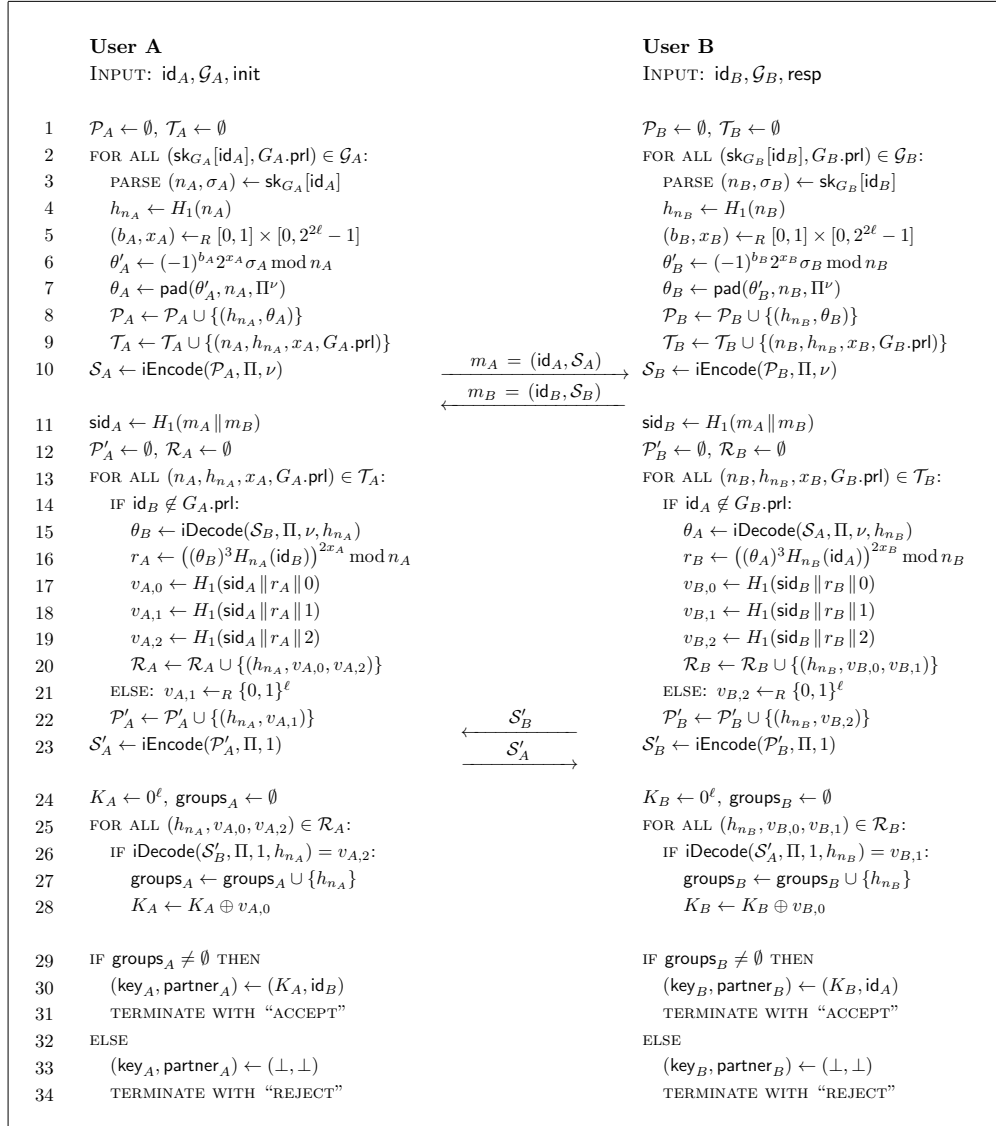 User A User B
INPUT: id_A, 𝒢_A, init INPUT: id_B, 𝒢_B, resp
1 𝒫_A ← ∅, 𝒯_A ← ∅ 𝒫_B ← ∅, 𝒯_B ← ∅
2 FOR ALL (sk_{G_A}[id_A], G_A.prl) ∈ 𝒢_A: FOR ALL (sk_{G_B}[id_B], G_B.prl) ∈ 𝒢_B:
3 PARSE (n_A, σ_A) ← sk_{G_A}[id_A] PARSE (n_B, σ_B) ← sk_{G_B}[id_B]
4 h_{n_A} ← H_1(n_A) h_{n_B} ← H_1(n_B)
5 (b_A, x_A) ←_R [0, 1] × [0, 2^{2ℓ} − 1] (b_B, x_B) ←_R [0, 1] × [0, 2^{2ℓ} − 1]
6 θ′_A ← (−1)^{b_A} 2^{x_A} σ_A mod n_A θ′_B ← (−1)^{b_B} 2^{x_B} σ_B mod n_B
7 θ_A ← pad(θ′_A, n_A, Π^ν) θ_B ← pad(θ′_B, n_B, Π^ν)
8 𝒫_A ← 𝒫_A ∪ {(h_{n_A}, θ_A)} 𝒫_B ← 𝒫_B ∪ {(h_{n_B}, θ_B)}
9 𝒯_A ← 𝒯_A ∪ {(n_A, h_{n_A}, x_A, G_A.prl)} 𝒯_B ← 𝒯_B ∪ {(n_B, h_{n_B}, x_B, G_B.prl)}
10 𝒮_A ← iEncode(𝒫_A, Π, ν) m_A = (id_A, 𝒮_A) 𝒮_B ← iEncode(𝒫_B, Π, ν)
m_B = (id_B, 𝒮_B)
11 sid_A ← H_1(m_A ∥ m_B) sid_B ← H_1(m_A ∥ m_B)
12 𝒫′_A ← ∅, ℛ_A ← ∅ 𝒫′_B ← ∅, ℛ_B ← ∅
13 FOR ALL (n_A, h_{n_A}, x_A, G_A.prl) ∈ 𝒯_A: FOR ALL (n_B, h_{n_B}, x_B, G_B.prl) ∈ 𝒯_B:
14 IF id_B ∉ G_A.prl: IF id_A ∉ G_B.prl:
15 θ_B ← iDecode(𝒮_B, Π, ν, h_{n_A}) θ_A ← iDecode(𝒮_A, Π, ν, h_{n_B})
16 r_A ← ((θ_B)^3 H_{n_A}(id_B))^{2x_A} mod n_A r_B ← ((θ_A)^3 H_{n_B}(id_A))^{2x_B} mod n_B
17 v_{A,0} ← H_1(sid_A ∥ r_A ∥ 0) v_{B,0} ← H_1(sid_B ∥ r_B ∥ 0)
18 v_{A,1} ← H_1(sid_A ∥ r_A ∥ 1) v_{B,1} ← H_1(sid_B ∥ r_B ∥ 1)
19 v_{A,2} ← H_1(sid_A ∥ r_A ∥ 2) v_{B,2} ← H_1(sid_B ∥ r_B ∥ 2)
20 ℛ_A ← ℛ_A ∪ {(h_{n_A}, v_{A,0}, v_{A,2})} ℛ_B ← ℛ_B ∪ {(h_{n_B}, v_{B,0}, v_{B,1})}
21 ELSE: v_{A,1} ←_R {0, 1}^ℓ ELSE: v_{B,2} ←_R {0, 1}^ℓ
22 𝒫′_A ← 𝒫′_A ∪ {(h_{n_A}, v_{A,1})} 𝒮′_B 𝒫′_B ← 𝒫′_B ∪ {(h_{n_B}, v_{B,2})}
23 𝒮′_A ← iEncode(𝒫′_A, Π, 1) 𝒮′_A 𝒮′_B ← iEncode(𝒫′_B, Π, 1)
24 K_A ← 0^ℓ, groups_A ← ∅ K_B ← 0^ℓ, groups_B ← ∅
25 FOR ALL (h_{n_A}, v_{A,0}, v_{A,2}) ∈ ℛ_A: FOR ALL (h_{n_B}, v_{B,0}, v_{B,1}) ∈ ℛ_B:
26 IF iDecode(𝒮′_B, Π, 1, h_{n_A}) = v_{A,2}: IF iDecode(𝒮′_A, Π, 1, h_{n_B}) = v_{B,1}:
27 groups_A ← groups_A ∪ {h_{n_A}} groups_B ← groups_B ∪ {h_{n_B}}
28 K_A ← K_A ⊕ v_{A,0} K_B ← K_B ⊕ v_{B,0}
29 IF groups_A ≠ ∅ THEN IF groups_B ≠ ∅ THEN
30 (key_A, partner_A) ← (K_A, id_B) (key_B, partner_B) ← (K_B, id_A)
31 TERMINATE WITH “ACCEPT” TERMINATE WITH “ACCEPT”
32 ELSE ELSE
33 (key_A, partner_A) ← (⊥, ⊥) (key_B, partner_B) ← (⊥, ⊥)
34 TERMINATE WITH “REJECT” TERMINATE WITH “REJECT”